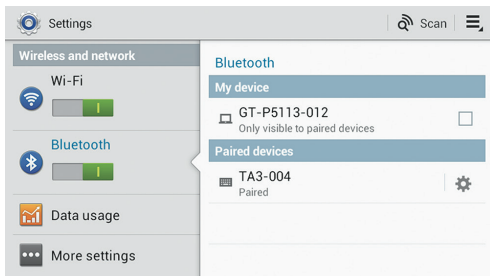 Settings
Scan
Wireless and network
Wi-Fi
Bluetooth
Data usage
More settings
Bluetooth
My device
GT-P5113-012
Only visible to paired devices
Paired devices
TA3-004
Paired